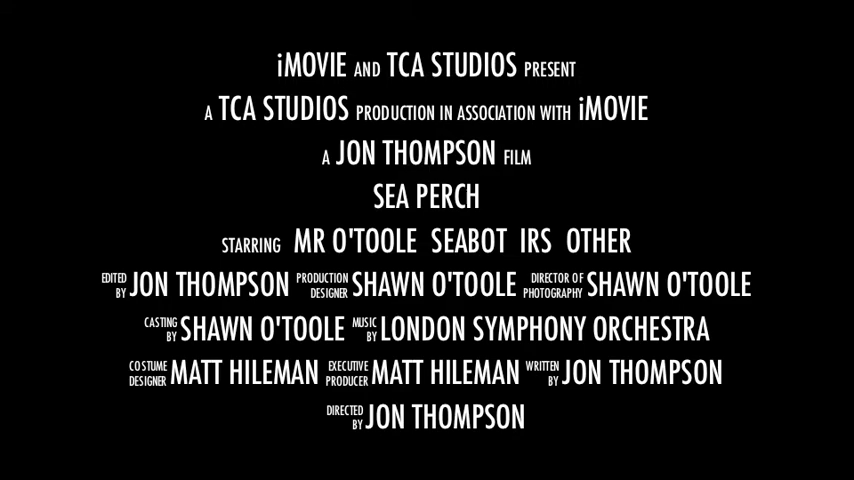 iMOVIE AND TCA STUDIOS PRESENT
A TCA STUDIOS PRODUCTION IN ASSOCIATION WITH iMOVIE
A JON THOMPSON FILM
SEA PERCH
STARRING MR O'TOOLE SEABOT IRS OTHER
EDITED BY JON THOMPSON PRODUCTION DESIGNER SHAWN O'TOOLE DIRECTOR OF PHOTOGRAPHY SHAWN O'TOOLE
CASTING BY SHAWN O'TOOLE MUSIC BY LONDON SYMPHONY ORCHESTRA
COSTUME DESIGNER MATT HILEMAN EXECUTIVE PRODUCER MATT HILEMAN WRITTEN BY JON THOMPSON
DIRECTED BY JON THOMPSON